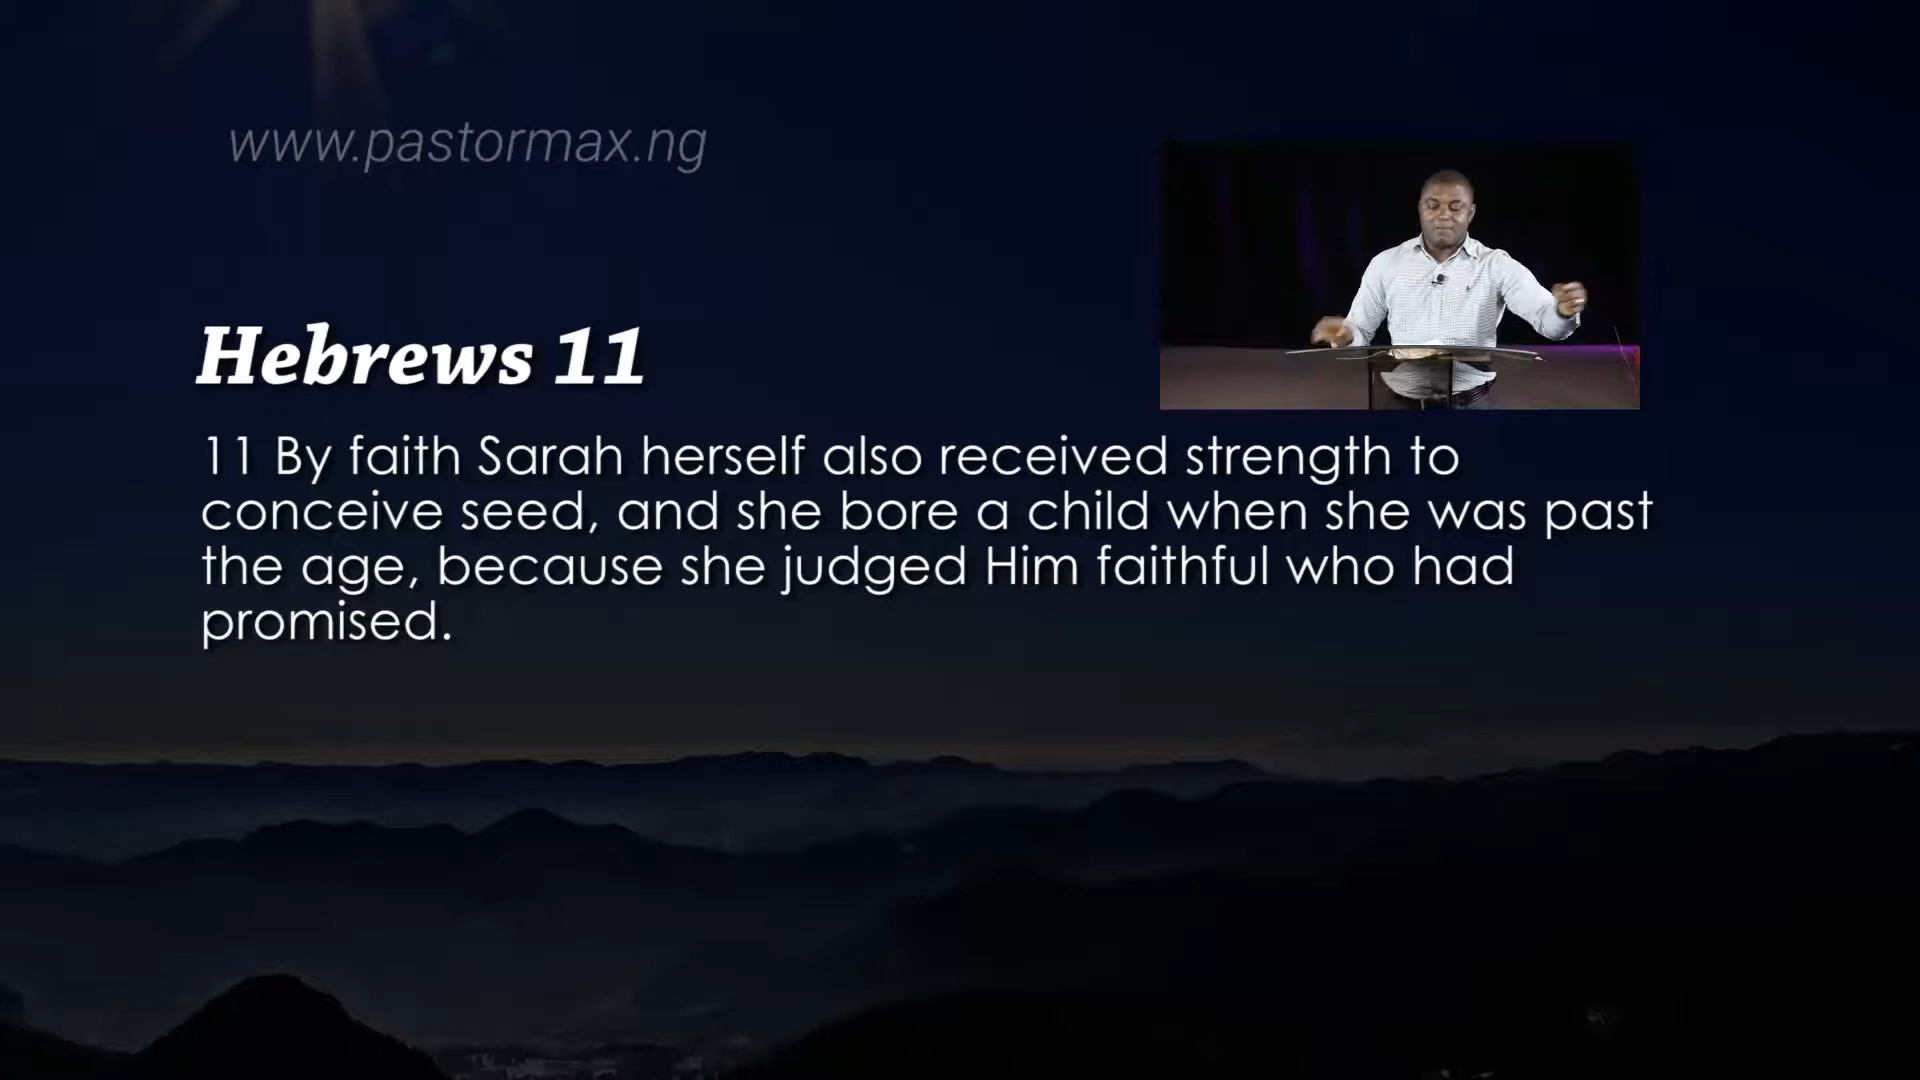 www.pastormax.ng
Hebrews 11
11 By faith Sarah herself also received strength to
conceive seed, and she bore a child when she was past
the age, because she judged Him faithful who had
promised.